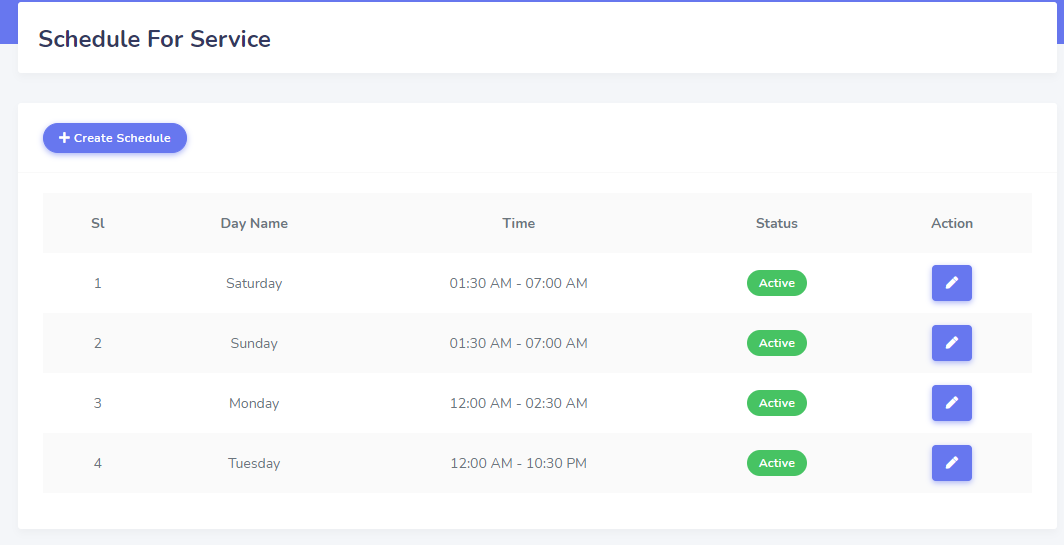 Schedule For Service
Create Schedule
Sl Day Name Time Status Action
1 Saturday 01:30 AM - 07:00 AM Active
2 Sunday 01:30 AM - 07:00 AM Active
3 Monday 12:00 AM - 02:30 AM Active
4 Tuesday 12:00 AM - 10:30 PM Active